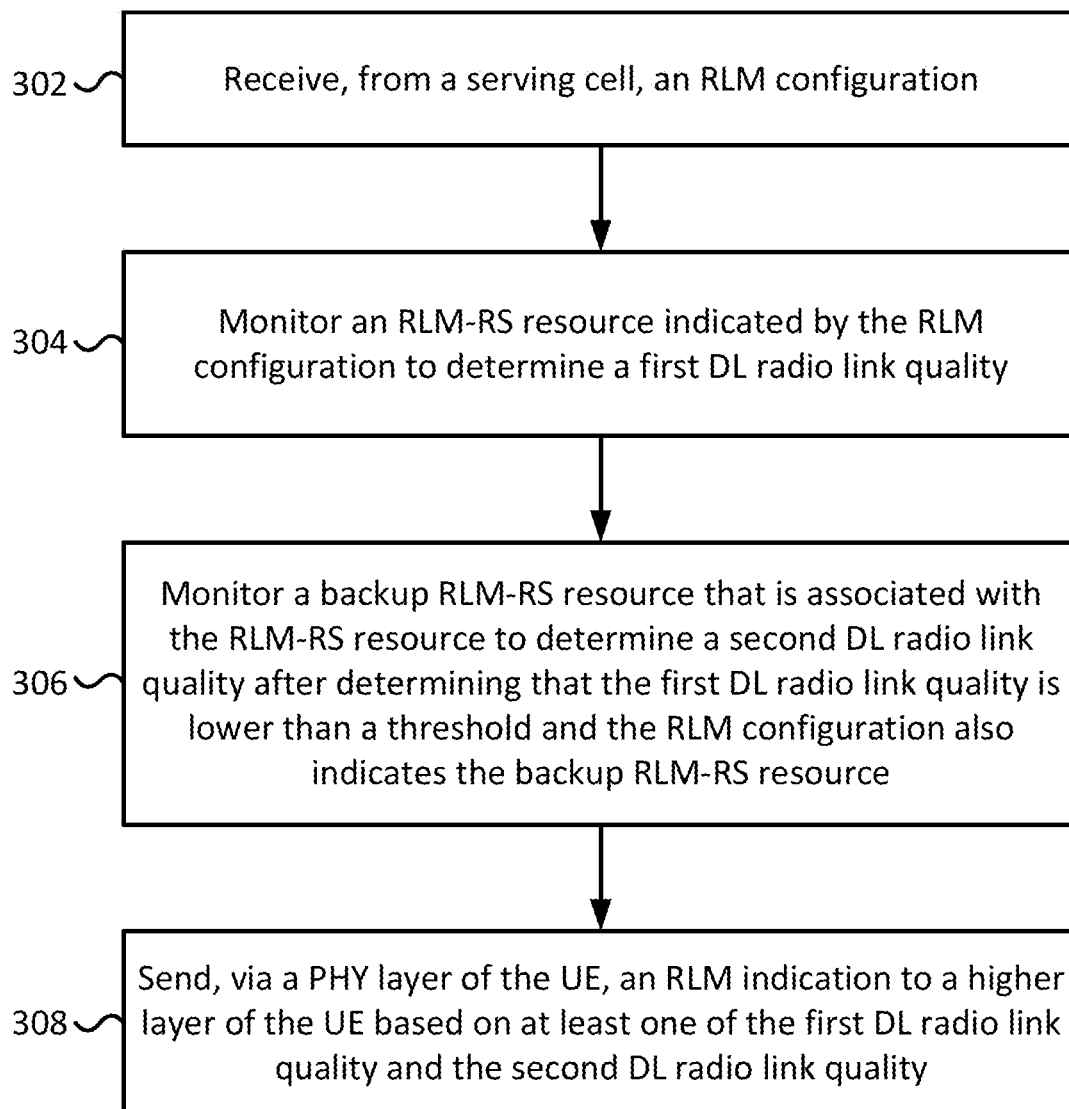 302
Receive, from a serving cell, an RLM configuration
304
Monitor an RLM-RS resource indicated by the RLM
configuration to determine a first DL radio link quality
306
Monitor a backup RLM-RS resource that is associated with
the RLM-RS resource to determine a second DL radio link
quality after determining that the first DL radio link quality is
lower than a threshold and the RLM configuration also
indicates the backup RLM-RS resource
308
Send, via a PHY layer of the UE, an RLM indication to a higher
layer of the UE based on at least one of the first DL radio link
quality and the second DL radio link quality